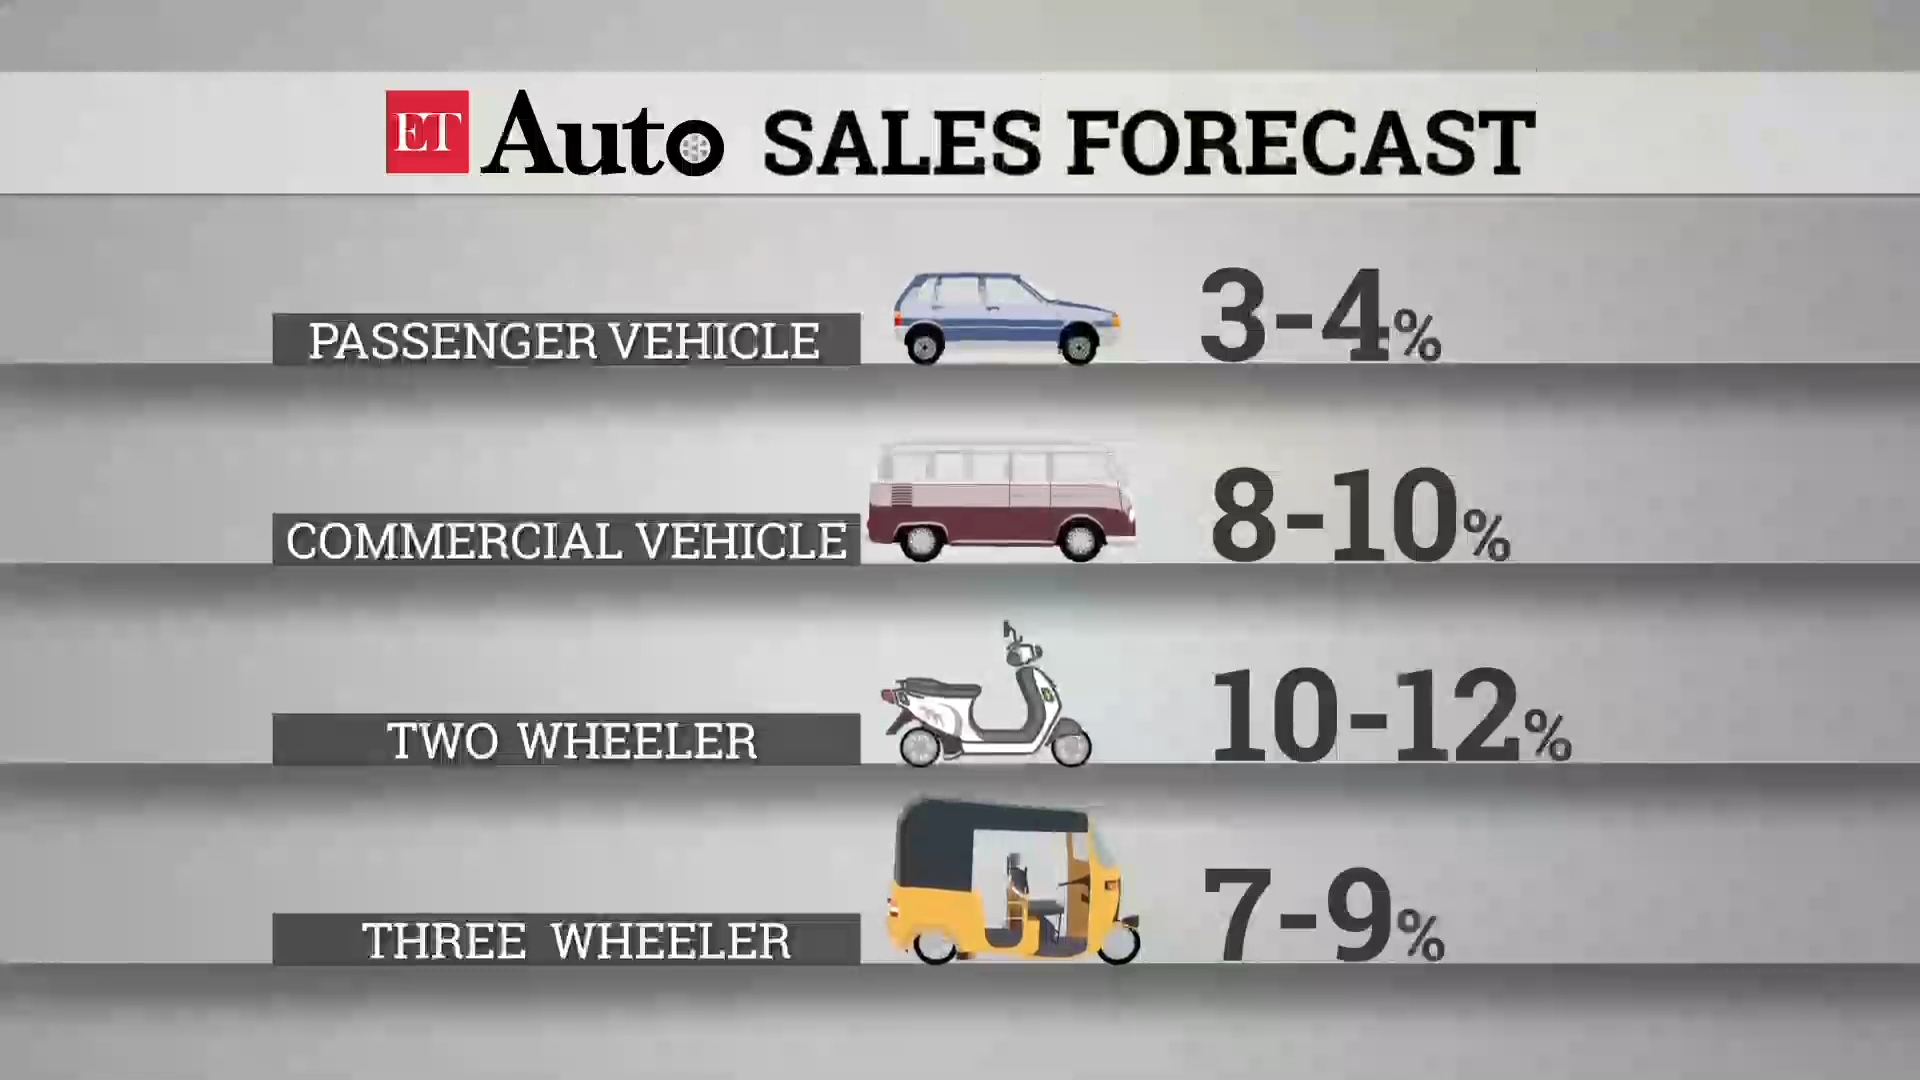 ET Auto SALES FORECAST
PASSENGER VEHICLE 3-4%
COMMERCIAL VEHICLE 8-10%
TWO WHEELER 10-12%
THREE WHEELER 7-9%